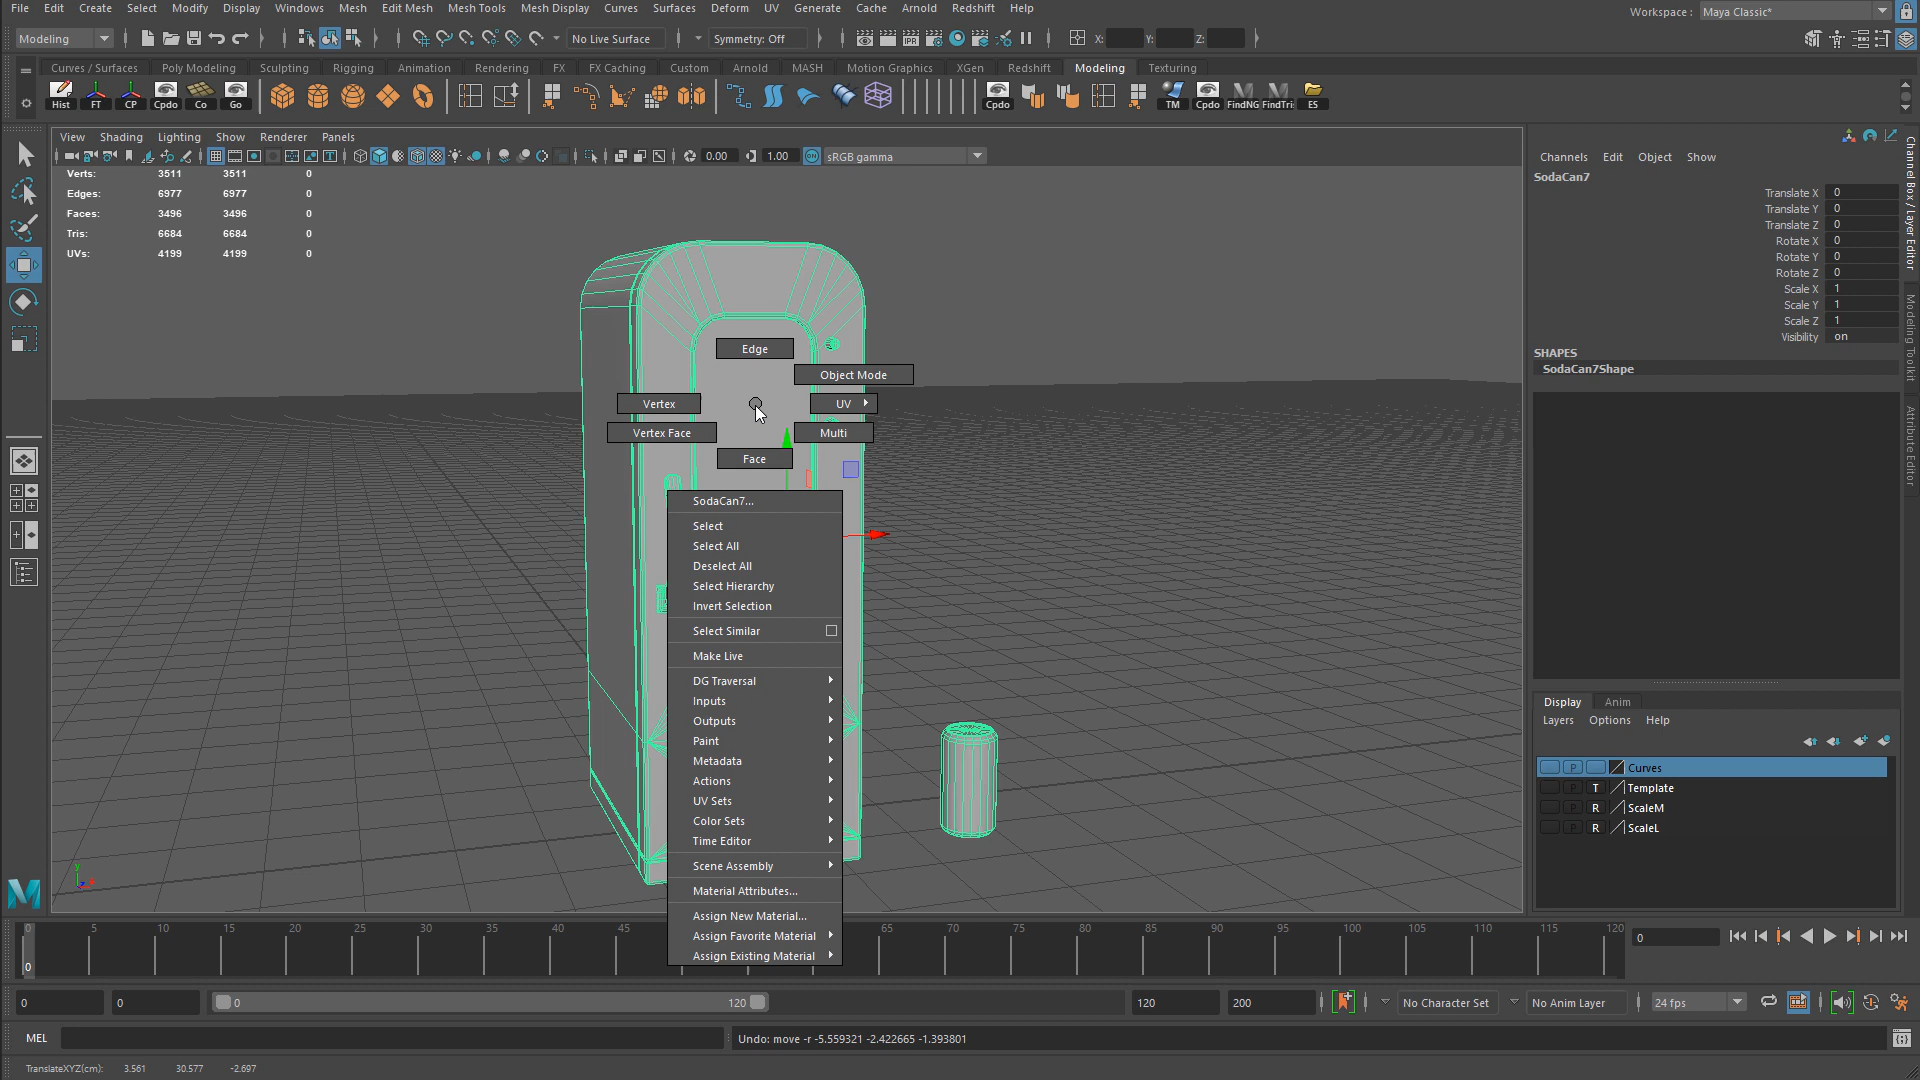 File Edit Create Select Modify Display Windows Mesh Edit Mesh Mesh Tools Mesh Display Curves Surfaces Deform UV Generate Cache Arnold Redshift Help
Workspace : Maya Classic*
Modeling No Live Surface Symmetry: Off X: Y: Z:
Curves / Surfaces Poly Modeling Sculpting Rigging Animation Rendering FX FX Caching Custom Arnold MASH Motion Graphics XGen Redshift Modeling Texturing
Hist FT CP Cpdo Co Go Cpdo TM Cpdo FindNG FindTri ES
View Shading Lighting Show Renderer Panels
0.00 1.00 sRGB gamma
Verts: 3511 3511 0
Edges: 6977 6977 0
Faces: 3496 3496 0
Tris: 6684 6684 0
UVs: 4199 4199 0
Edge
Object Mode
Vertex UV
Vertex Face Multi
Face
SodaCan7...
Select
Select All
Deselect All
Select Hierarchy
Invert Selection
Select Similar
Make Live
DG Traversal
Inputs
Outputs
Paint
Metadata
Actions
UV Sets
Color Sets
Time Editor
Scene Assembly
Material Attributes...
Assign New Material...
Assign Favorite Material
Assign Existing Material
Channels Edit Object Show
SodaCan7
Translate X 0
Translate Y 0
Translate Z 0
Rotate X 0
Rotate Y 0
Rotate Z 0
Scale X 1
Scale Y 1
Scale Z 1
Visibility on
SHAPES
SodaCan7Shape
Channel Box / Layer Editor
Modeling Toolkit
Attribute Editor
Display Anim
Layers Options Help
P Curves
P T Template
P R ScaleM
P R ScaleL
0 5 10 15 20 25 30 35 40 45 65 70 75 80 85 90 95 100 105 110 115 120
0
0
0 0 0 120 120 200 No Character Set No Anim Layer 24 fps
MEL Undo: move -r -5.559321 -2.422665 -1.393801
TranslateXYZ(cm): 3.561 30.577 -2.697